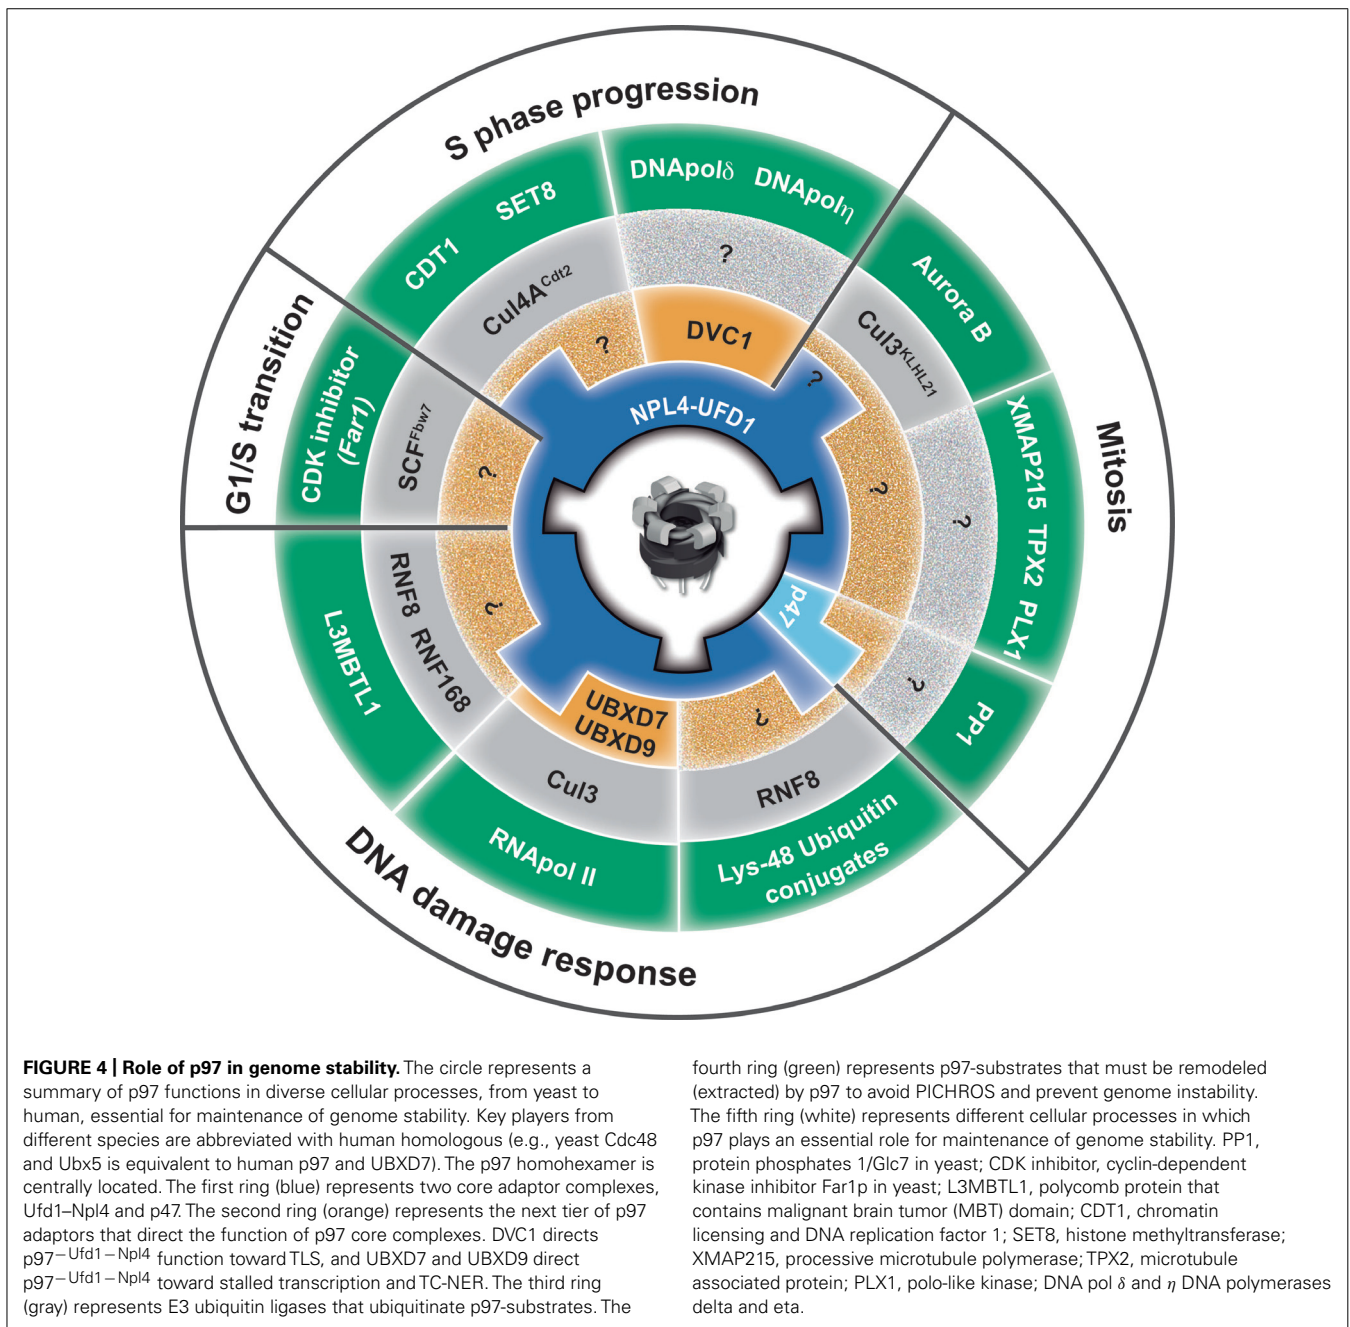 S phase progression
DNApolδ DNApolη
SET8
CDT1
?
Cul4A^Cdt2
?
DVC1
Mitosis
Aurora B
Cul3^KLHL21
?
XMAP215 TPX2 PLX1
?
?
PP1
?
G1/S transition
CDK inhibitor
(Far1)
SCF^Fbw7
?
NPL4-UFD1
p47
DNA damage response
L3MBTL1
RNF8 RNF168
?
RNApol II
Cul3
UBXD7
UBXD9
Lys-48 Ubiquitin
conjugates
RNF8
?
FIGURE 4 | Role of p97 in genome stability. The circle represents a
summary of p97 functions in diverse cellular processes, from yeast to
human, essential for maintenance of genome stability. Key players from
different species are abbreviated with human homologous (e.g., yeast Cdc48
and Ubx5 is equivalent to human p97 and UBXD7). The p97 homohexamer is
centrally located. The first ring (blue) represents two core adaptor complexes,
Ufd1–Npl4 and p47. The second ring (orange) represents the next tier of p97
adaptors that direct the function of p97 core complexes. DVC1 directs
p97^−Ufd1−Npl4 function toward TLS, and UBXD7 and UBXD9 direct
p97^−Ufd1−Npl4 toward stalled transcription and TC-NER. The third ring
(gray) represents E3 ubiquitin ligases that ubiquitinate p97-substrates. The
fourth ring (green) represents p97-substrates that must be remodeled
(extracted) by p97 to avoid PICHROS and prevent genome instability.
The fifth ring (white) represents different cellular processes in which
p97 plays an essential role for maintenance of genome stability. PP1,
protein phosphates 1/Glc7 in yeast; CDK inhibitor, cyclin-dependent
kinase inhibitor Far1p in yeast; L3MBTL1, polycomb protein that
contains malignant brain tumor (MBT) domain; CDT1, chromatin
licensing and DNA replication factor 1; SET8, histone methyltransferase;
XMAP215, processive microtubule polymerase; TPX2, microtubule
associated protein; PLX1, polo-like kinase; DNA pol δ and η DNA polymerases
delta and eta.